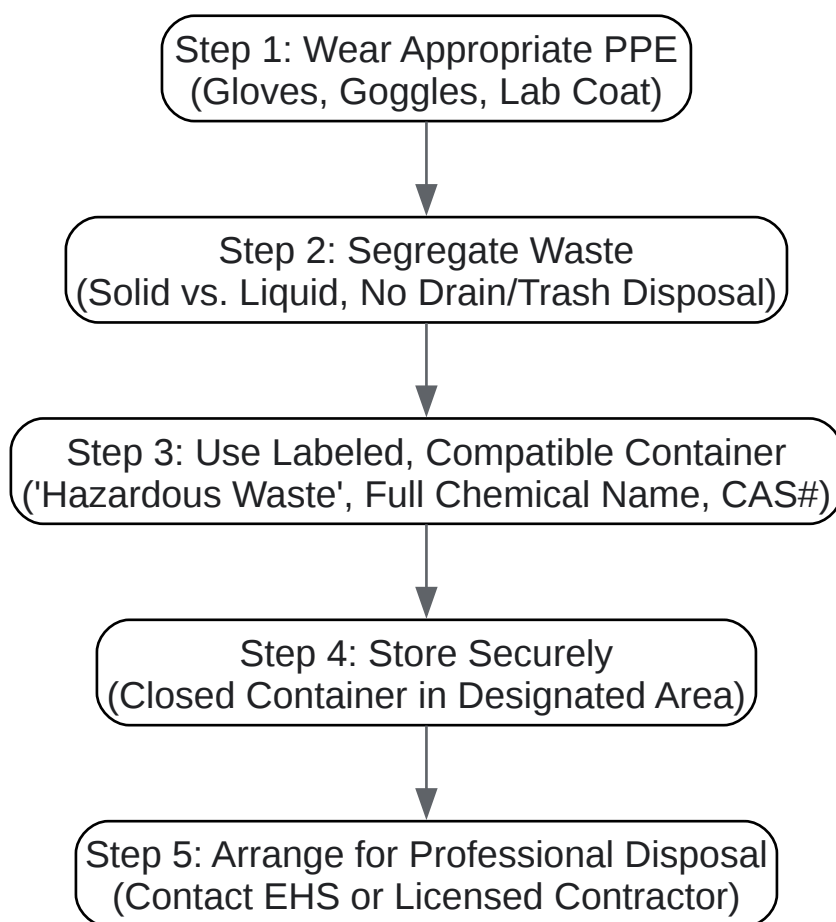 Step 1: Wear Appropriate PPE
(Gloves, Goggles, Lab Coat)
Step 2: Segregate Waste
(Solid vs. Liquid, No Drain/Trash Disposal)
Step 3: Use Labeled, Compatible Container
('Hazardous Waste', Full Chemical Name, CAS#)
Step 4: Store Securely
(Closed Container in Designated Area)
Step 5: Arrange for Professional Disposal
(Contact EHS or Licensed Contractor)